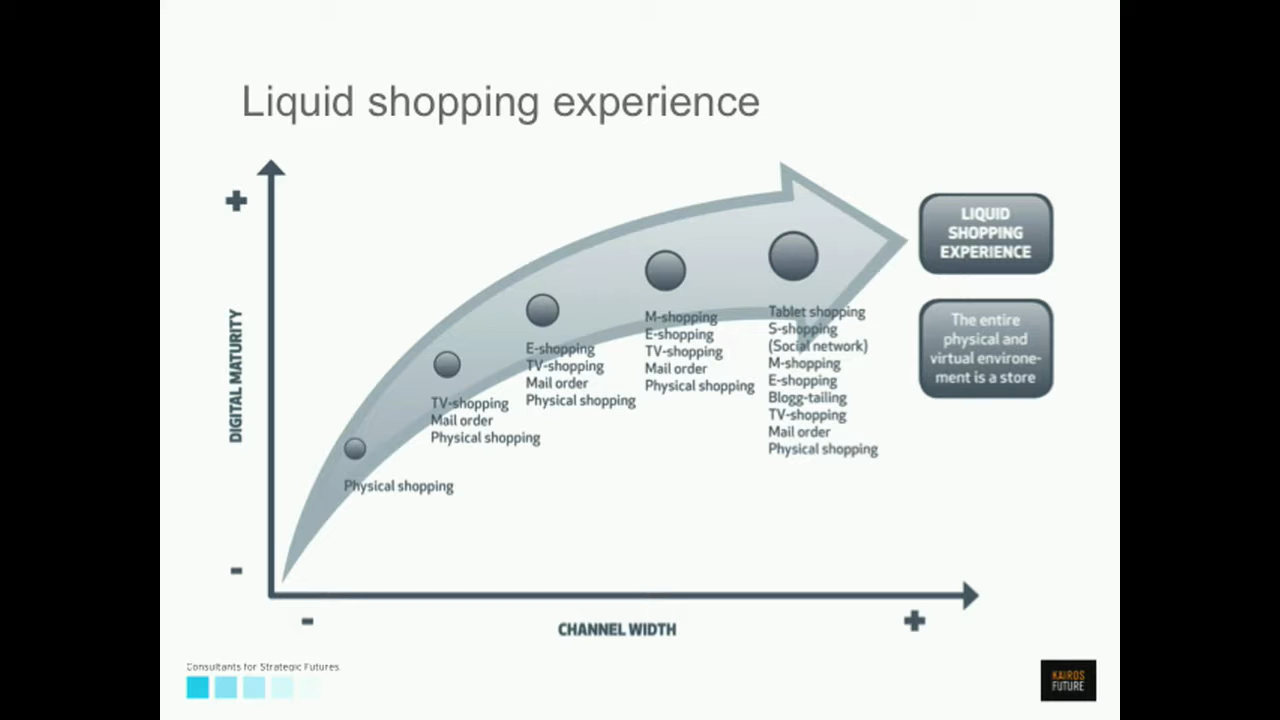 Liquid shopping experience
+
DIGITAL MATURITY
-
LIQUID
SHOPPING
EXPERIENCE
The entire
physical and
virtual environe-
ment is a store
Physical shopping
TV-shopping
Mail order
Physical shopping
E-shopping
TV-shopping
Mail order
Physical shopping
M-shopping
E-shopping
TV-shopping
Mail order
Physical shopping
Tablet shopping
S-shopping
(Social network)
M-shopping
E-shopping
Blogg-tailing
TV-shopping
Mail order
Physical shopping
-
CHANNEL WIDTH
+
Consultants for Strategic Futures.
KAIROS
FUTURE